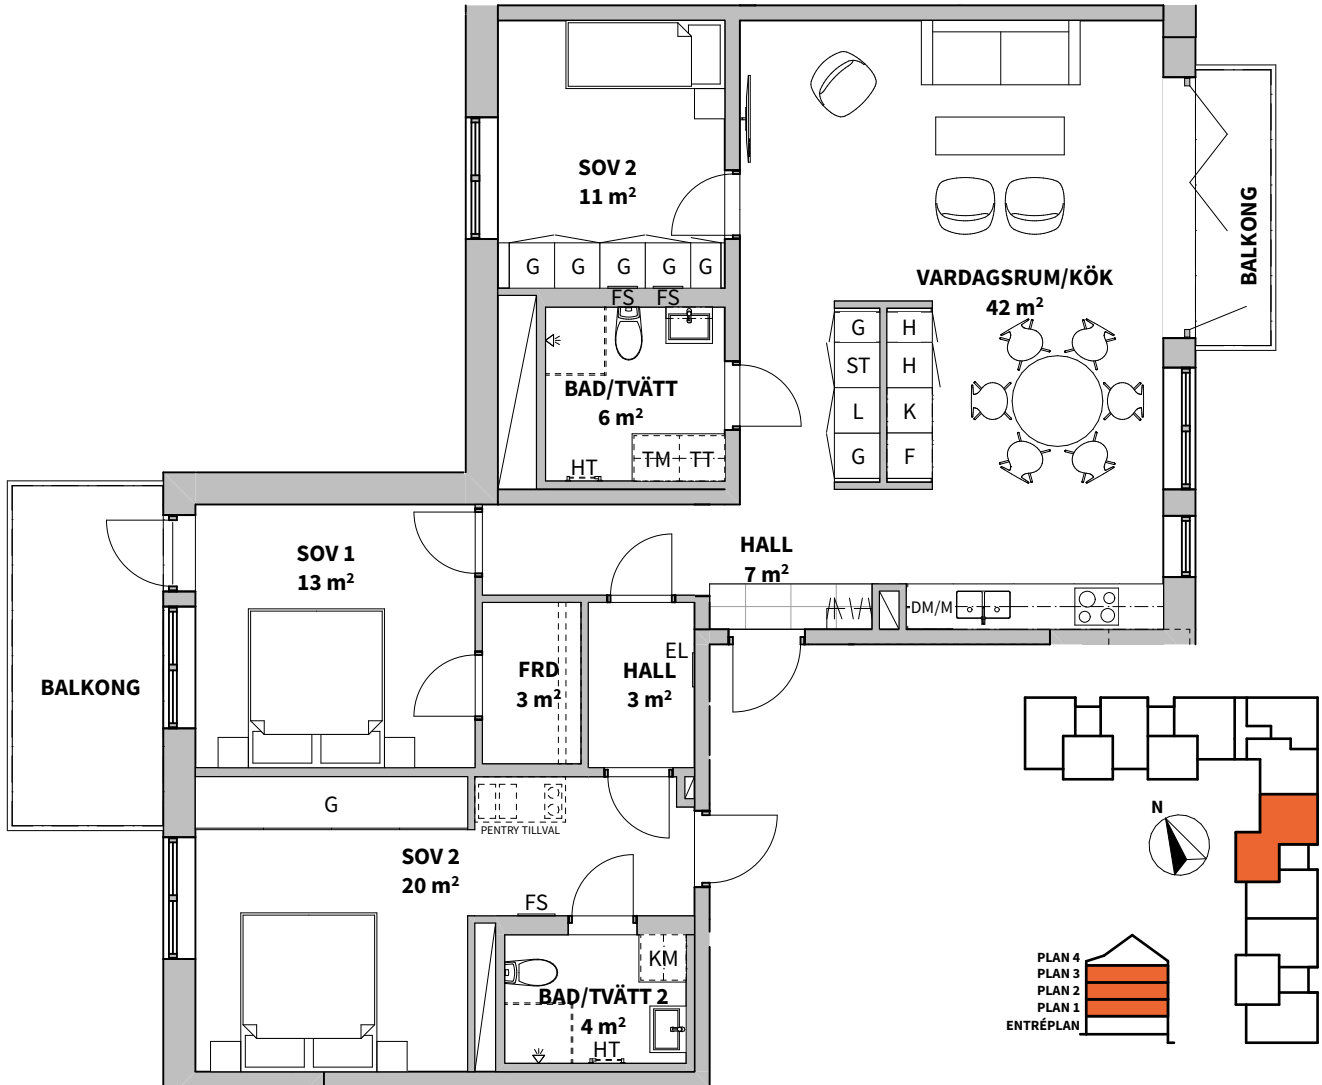 SOV 2
11 m²
G G G G G
FS FS
BAD/TVÄTT
6 m²
HT
TM TT
VARDAGSRUM/KÖK
42 m²
BALKONG
G H
ST H
L K
G F
HALL
7 m²
DM/M
SOV 1
13 m²
BALKONG
FRD
3 m²
EL
HALL
3 m²
G
PENTRY TILLVAL
SOV 2
20 m²
FS
KM
BAD/TVÄTT 2
4 m²
HT
N
PLAN 4
PLAN 3
PLAN 2
PLAN 1
ENTRÉPLAN